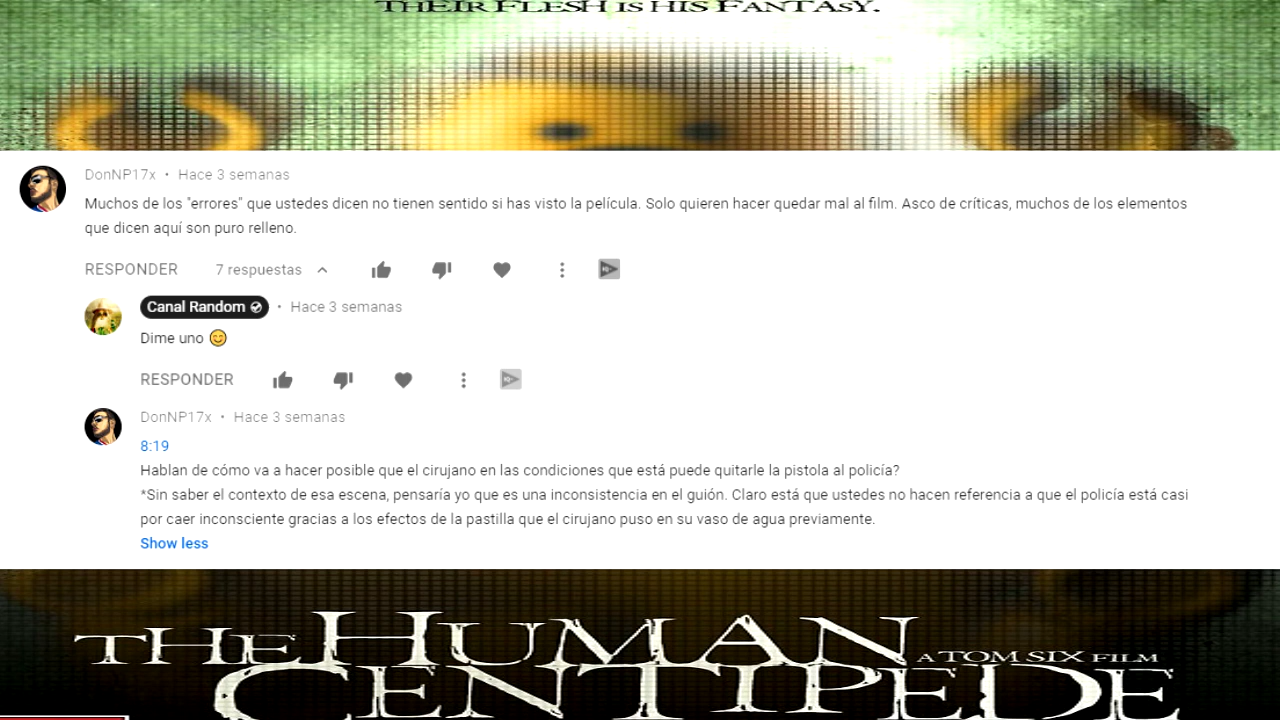 THEIR FLESH IS HIS FANTASY.
DonNP17x • Hace 3 semanas
Muchos de los "errores" que ustedes dicen no tienen sentido si has visto la película. Solo quieren hacer quedar mal al film. Asco de críticas, muchos de los elementos
que dicen aquí son puro relleno.
RESPONDER 7 respuestas
Canal Random • Hace 3 semanas
Dime uno 😊
RESPONDER
DonNP17x • Hace 3 semanas
8:19
Hablan de cómo va a hacer posible que el cirujano en las condiciones que está puede quitarle la pistola al policía?
*Sin saber el contexto de esa escena, pensaría yo que es una inconsistencia en el guión. Claro está que ustedes no hacen referencia a que el policía está casi
por caer inconsciente gracias a los efectos de la pastilla que el cirujano puso en su vaso de agua previamente.
Show less
THE HUMAN A TOM SIX FILM
CENTIPEDE